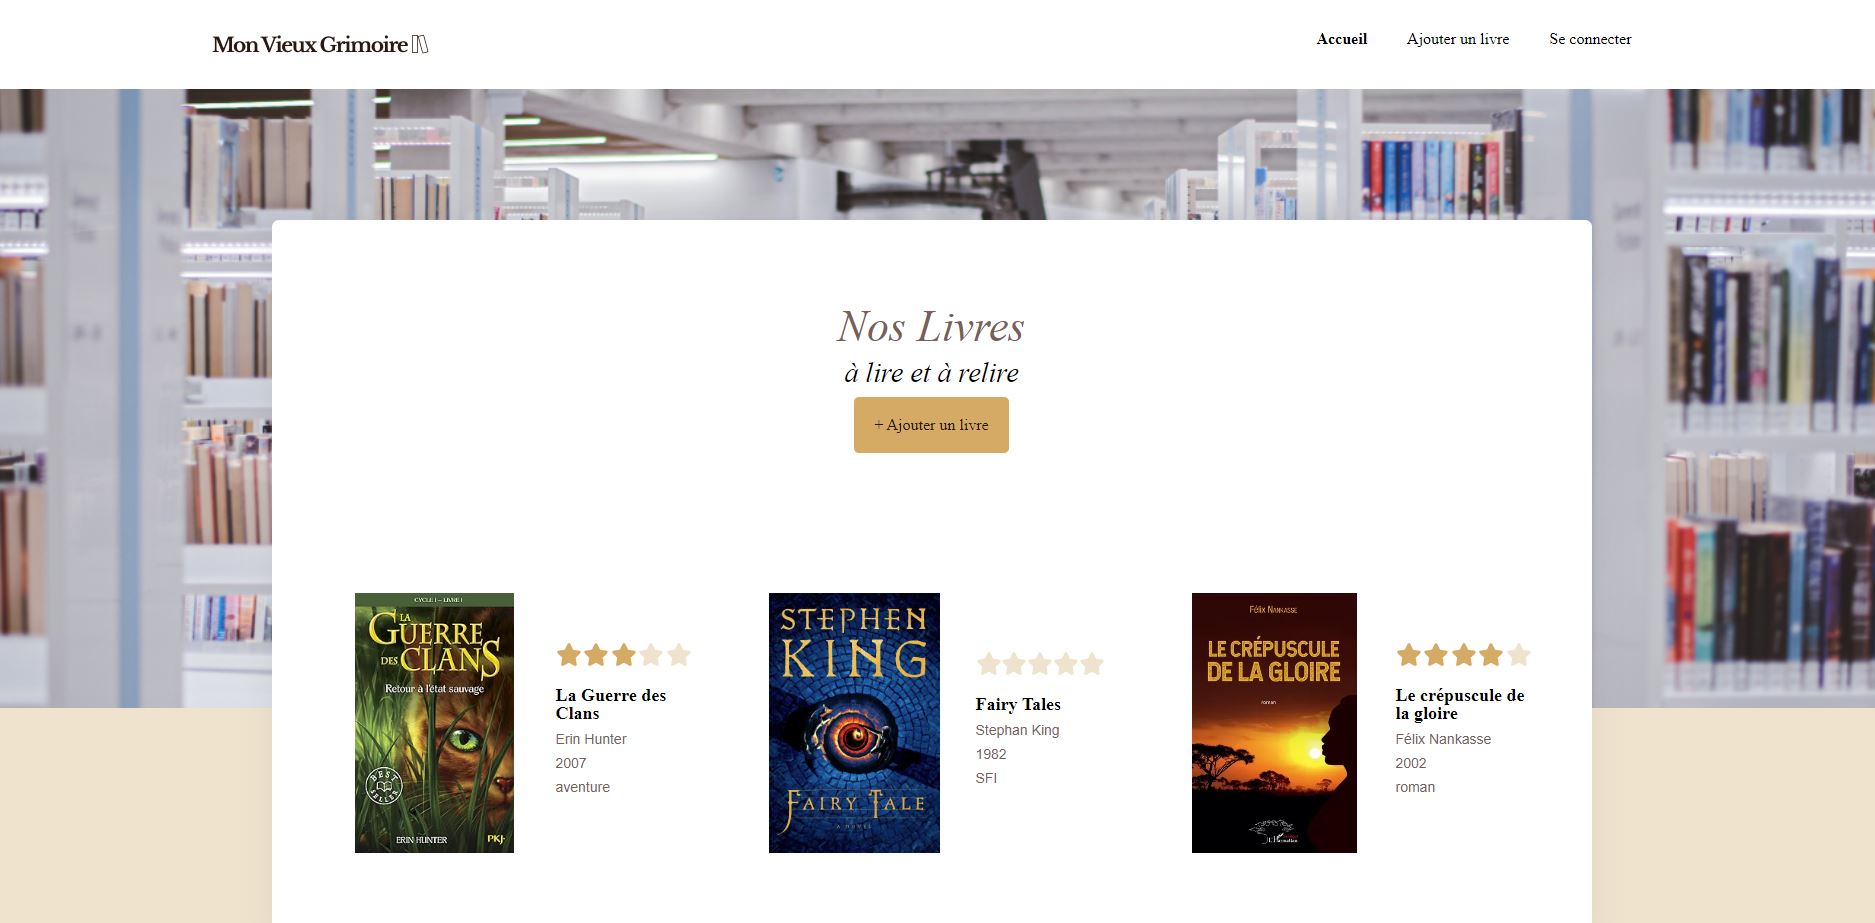 Mon Vieux Grimoire
Accueil
Ajouter un livre
Se connecter
Nos Livres
à lire et à relire
+ Ajouter un livre
CYCLE I – LIVRE I
LA
GUERRE
DES CLANS
Retour à l'état sauvage
BEST
SELLER
ERIN HUNTER
PKJ·
La Guerre des
Clans
Erin Hunter
2007
aventure
STEPHEN
KING
FAIRY TALE
A NOVEL
Fairy Tales
Stephan King
1982
SFI
Félix Nankasse
LE CRÉPUSCULE
DE LA GLOIRE
roman
Le crépuscule de
la gloire
Félix Nankasse
2002
roman